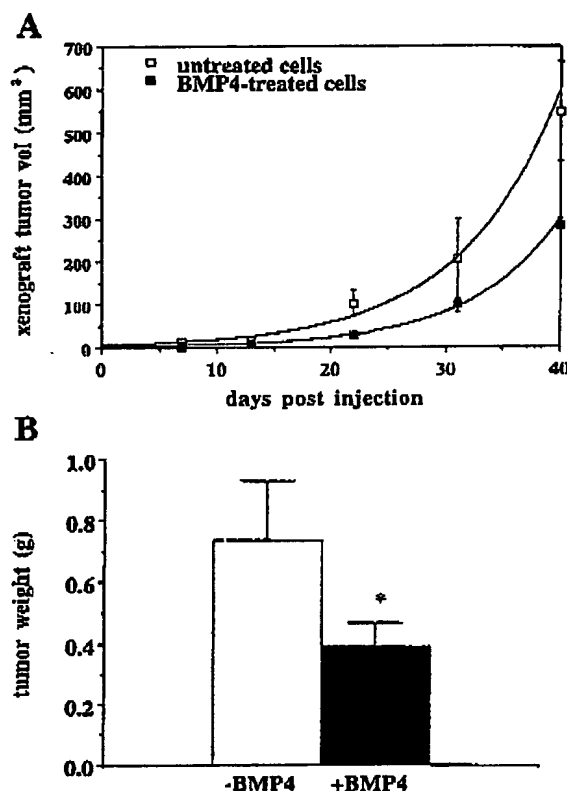 A
xenograft tumor vol (mm³)
700
600
500
400
300
200
100
0
untreated cells
BMP4-treated cells
0 10 20 30 40
days post injection
B
tumor weight (g)
1.0
0.8
0.6
0.4
0.2
0.0
*
-BMP4 +BMP4